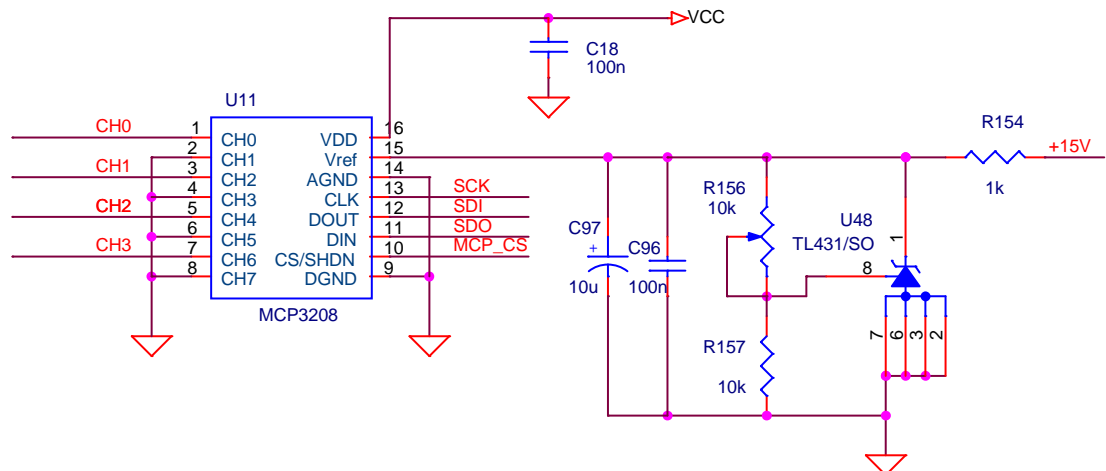 VCC
C18
100n
U11
CH0 1 CH0 VDD 16
2 CH1 Vref 15
CH1 3 CH2 AGND 14
4 CH3 CLK 13 SCK
CH2 5 CH4 DOUT 12 SDI
6 CH5 DIN 11 SDO
CH3 7 CH6 CS/SHDN 10 MCP_CS
8 CH7 DGND 9
MCP3208
R154
+15V
1k
R156
10k
C97
+
10u
C96
100n
U48
TL431/SO
1
8
7
6
3
2
R157
10k